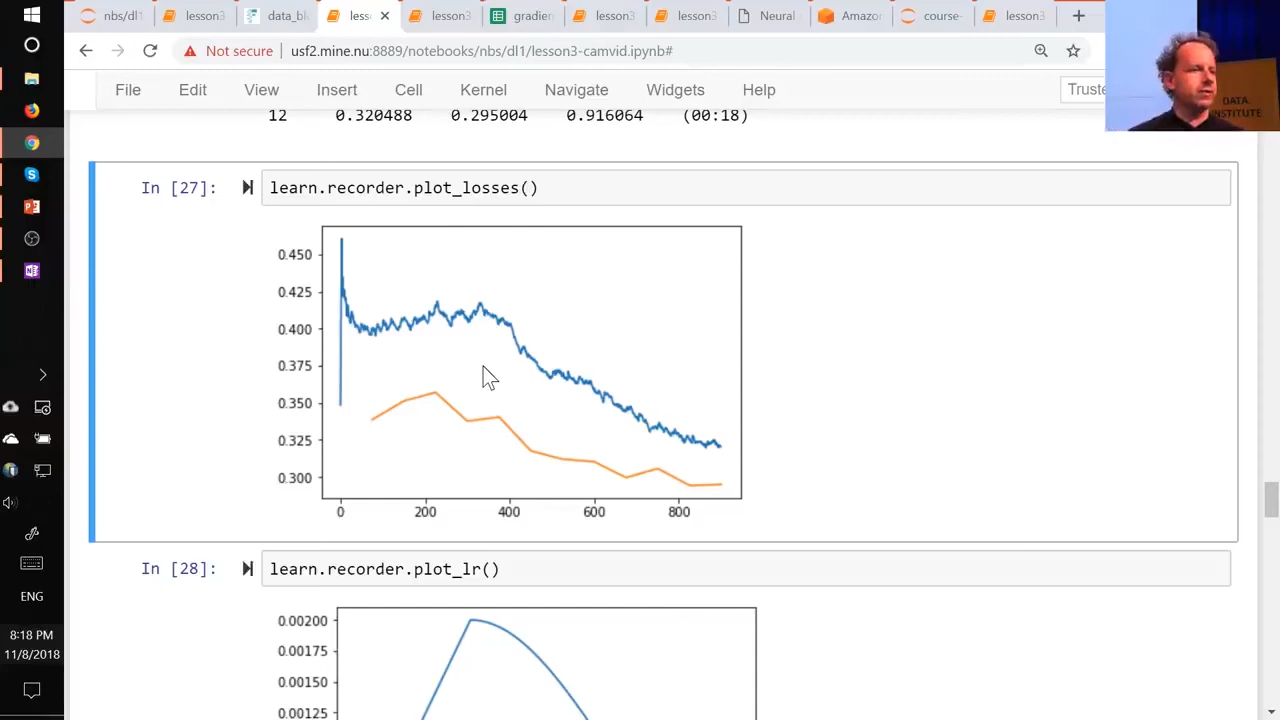 nbs/dl1
lesson3
data_bl
less
lesson3
gradien
lesson3
lesson3
Neural
Amazor
course-
lesson3
Not secure
usf2.mine.nu:8889/notebooks/nbs/dl1/lesson3-camvid.ipynb#
File Edit View Insert Cell Kernel Navigate Widgets Help Truste
DATA
INSTITUTE
12 0.320488 0.295004 0.916064 (00:18)
In [27]: learn.recorder.plot_losses()
0.450
0.425
0.400
0.375
0.350
0.325
0.300
0 200 400 600 800
In [28]: learn.recorder.plot_lr()
0.00200
0.00175
0.00150
0.00125
ENG
8:18 PM
11/8/2018